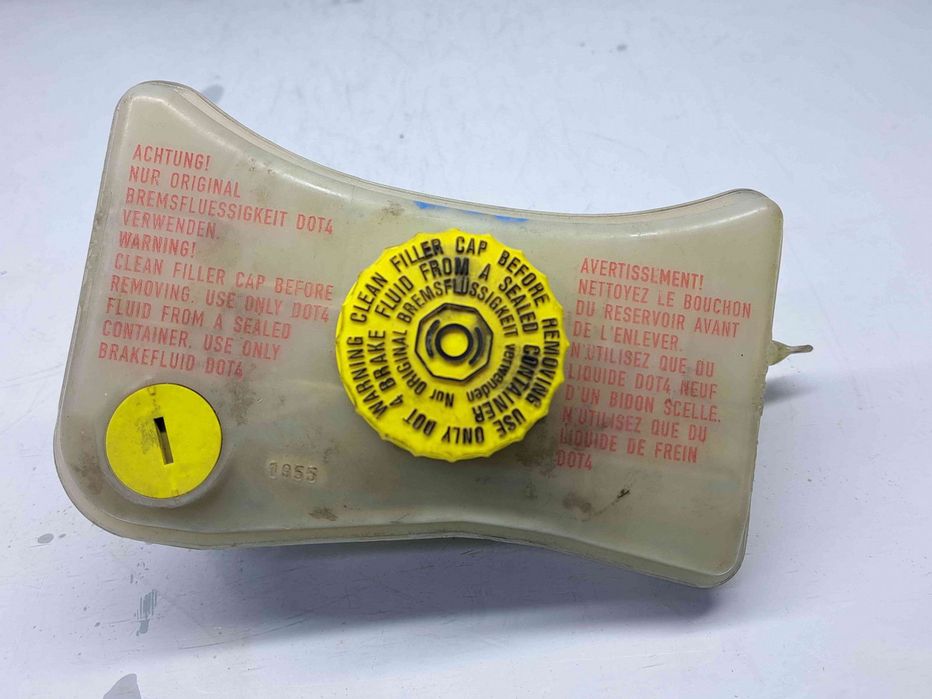 ACHTUNG!
NUR ORIGINAL
BREMSFLUESSIGKEIT DOT4
VERWENDEN.
WARNING!
CLEAN FILLER CAP BEFORE
REMOVING. USE ONLY DOT4
FLUID FROM A SEALED
CONTAINER. USE ONLY
BRAKEFLUID DOT4
WARNING CLEAN FILLER CAP BEFORE REMOVING USE ONLY DOT 4
BRAKE FLUID FROM A SEALED CONTAINER
Nur ORIGINAL BREMSFLÜSSIGKEIT verwenden
AVERTISSEMENT!
NETTOYEZ LE BOUCHON
DU RESERVOIR AVANT
DE L'ENLEVER.
N'UTILISEZ QUE DU
LIQUIDE DOT4 NEUF
D'UN BIDON SCELLE.
N'UTILISEZ QUE DU
LIQUIDE DE FREIN
DOT4
1055